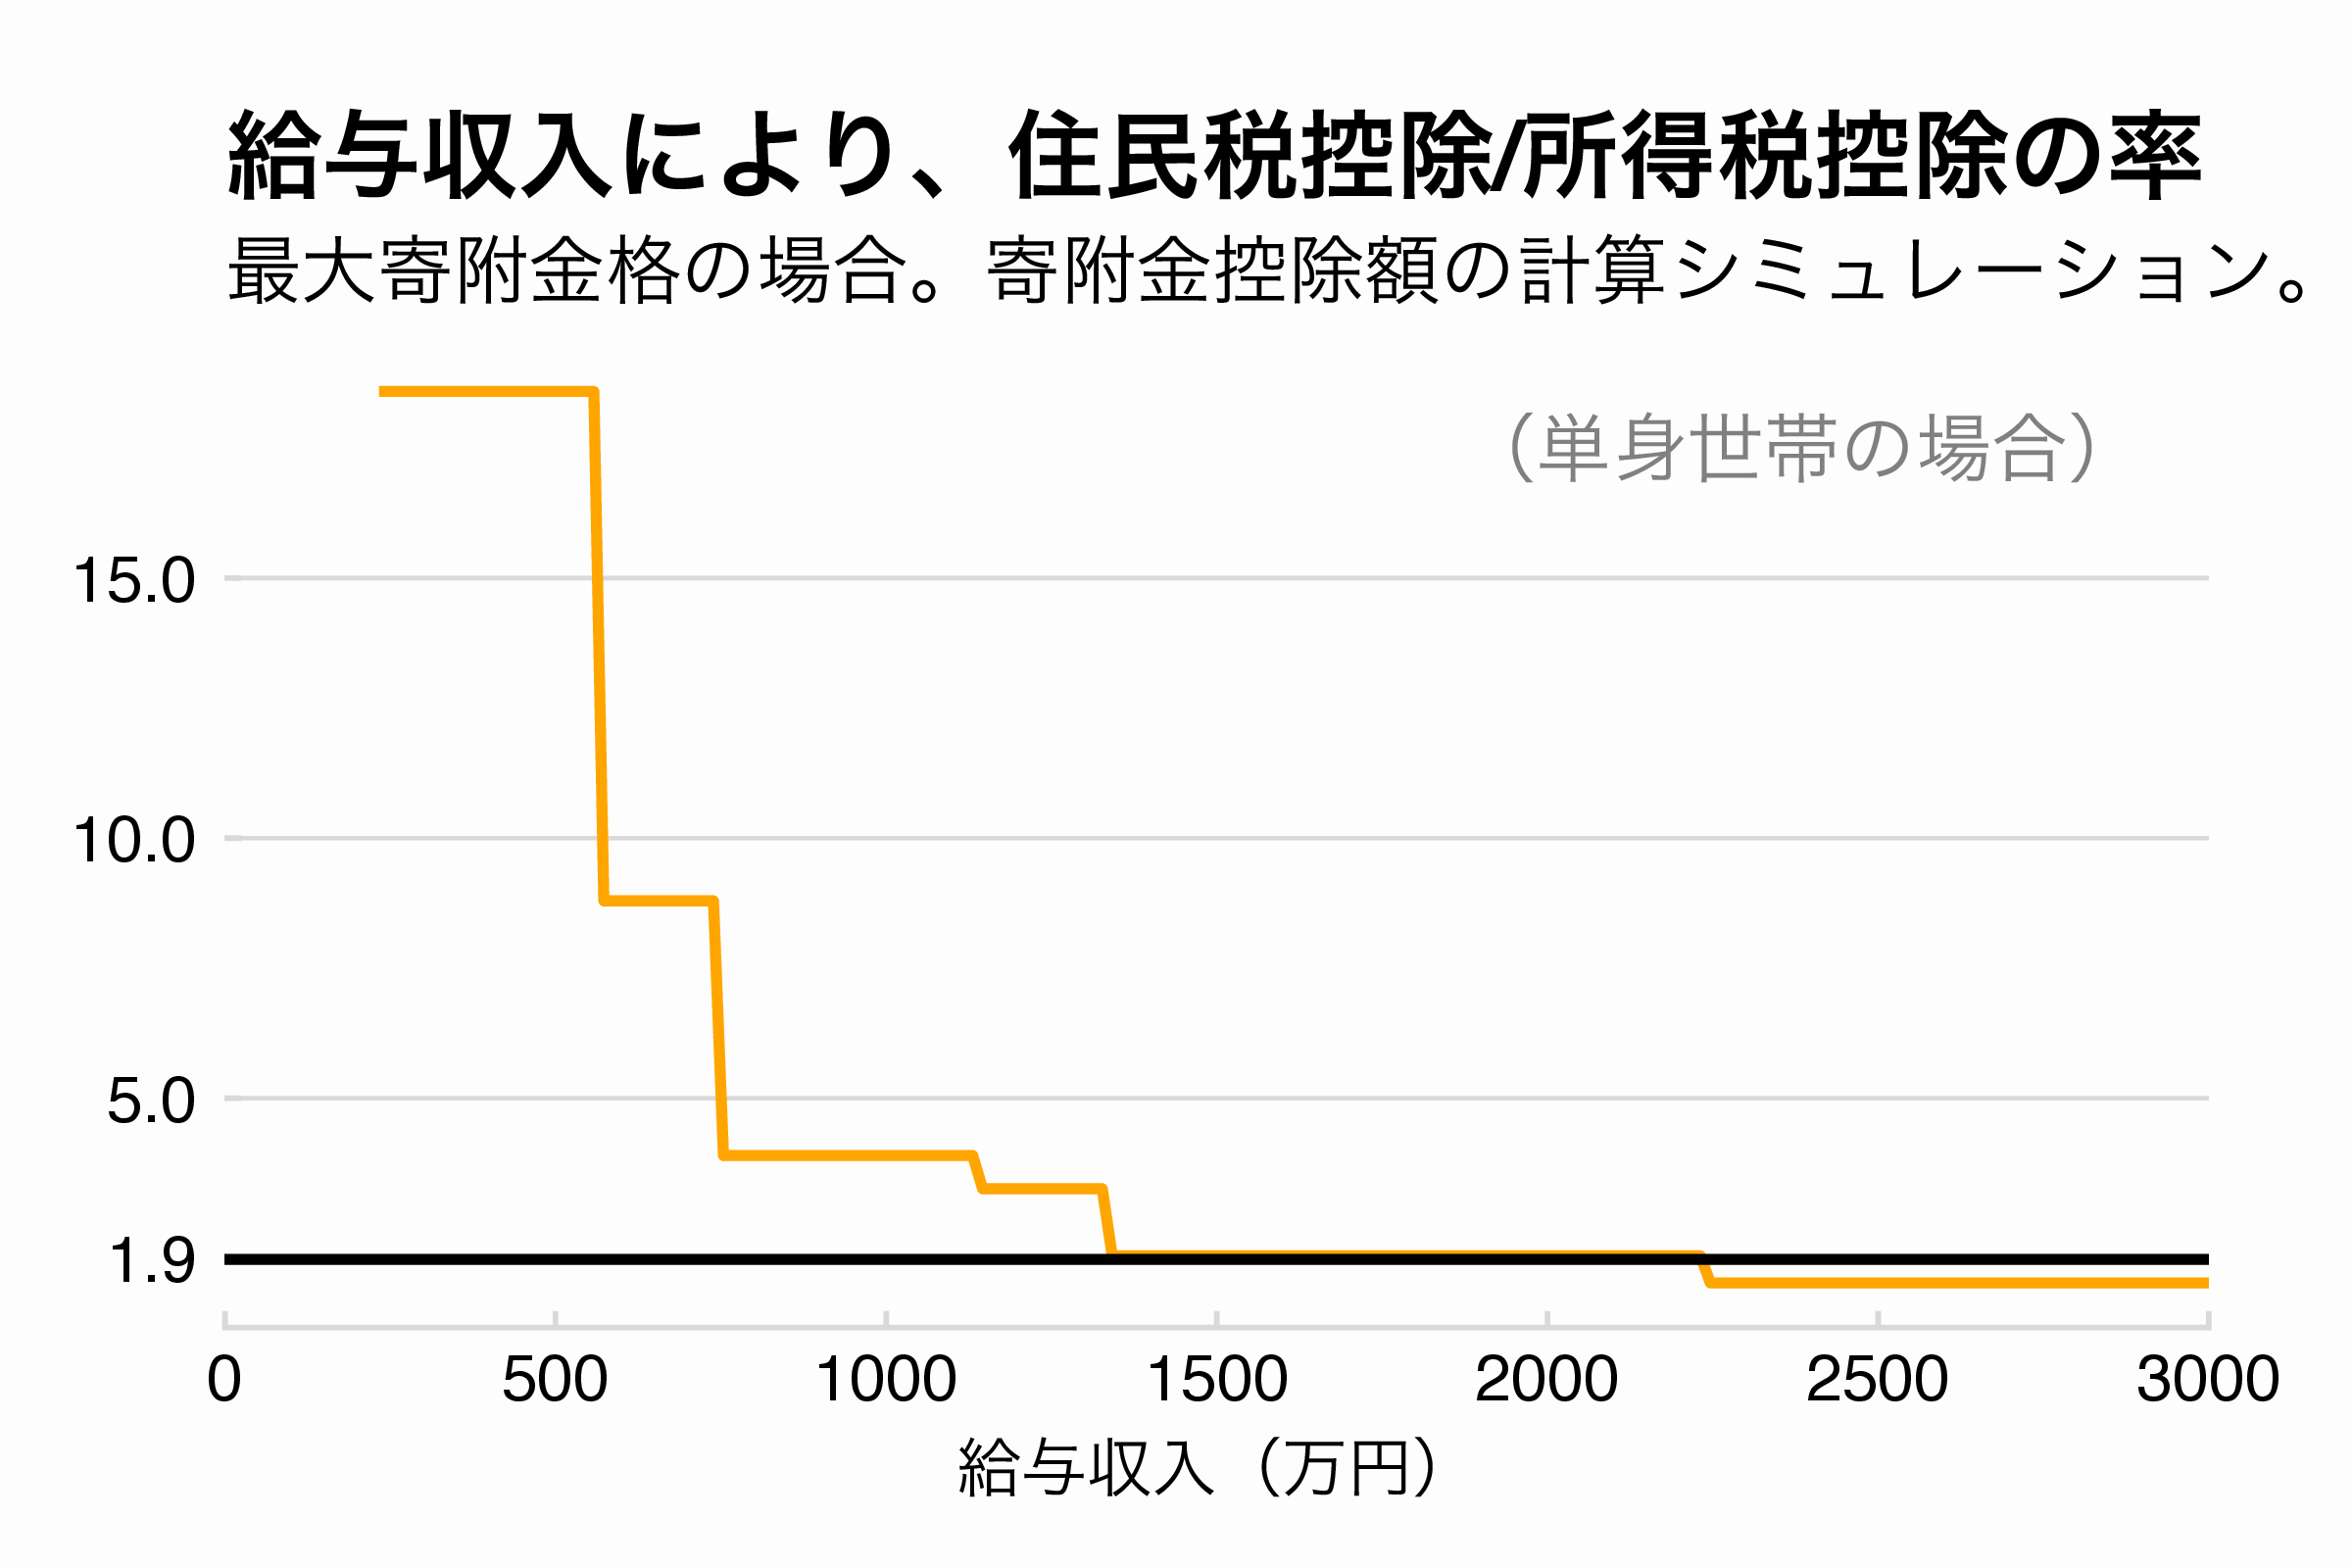 給与収入により、住民税控除/所得税控除の率
最大寄附金格の場合。寄附金控除額の計算シミュレーション。
（単身世帯の場合）
15.0
10.0
5.0
1.9
0 500 1000 1500 2000 2500 3000
給与収入（万円）